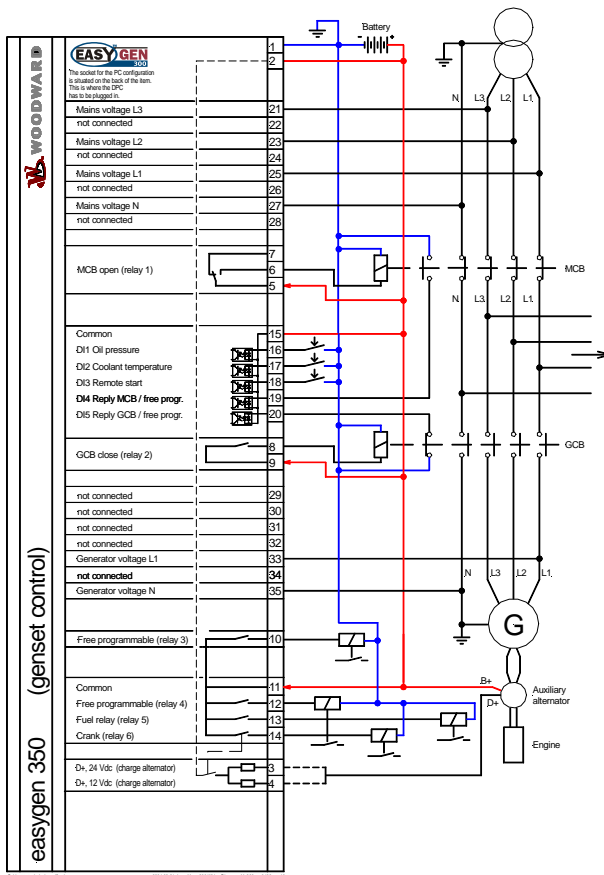 WOODWARD
easygen 350 (genset control)
EASYGEN
300
The socket for the PC configuration
is situated on the back of the item.
This is where the DPC
has to be plugged in.
1
2
Battery
Mains voltage L3 21
not connected 22
Mains voltage L2 23
not connected 24
Mains voltage L1 25
not connected 26
Mains voltage N 27
not connected 28
N L3 L2 L1
7
MCB open (relay 1) 6
5
MCB
N L3 L2 L1
Common 15
DI1 Oil pressure 16
DI2 Coolant temperature 17
DI3 Remote start 18
DI4 Reply MCB / free progr. 19
DI5 Reply GCB / free progr. 20
8
GCB close (relay 2)
9
GCB
not connected 29
not connected 30
not connected 31
not connected 32
Generator voltage L1 33
not connected 34
Generator voltage N 35
N L3 L2 L1
G
Free programmable (relay 3) 10
Common 11
Free programmable (relay 4) 12
Fuel relay (relay 5) 13
Crank (relay 6) 14
D+, 24 Vdc (charge alternator) 3
D+, 12 Vdc (charge alternator) 4
B+
D+
Auxiliary
alternator
Engine